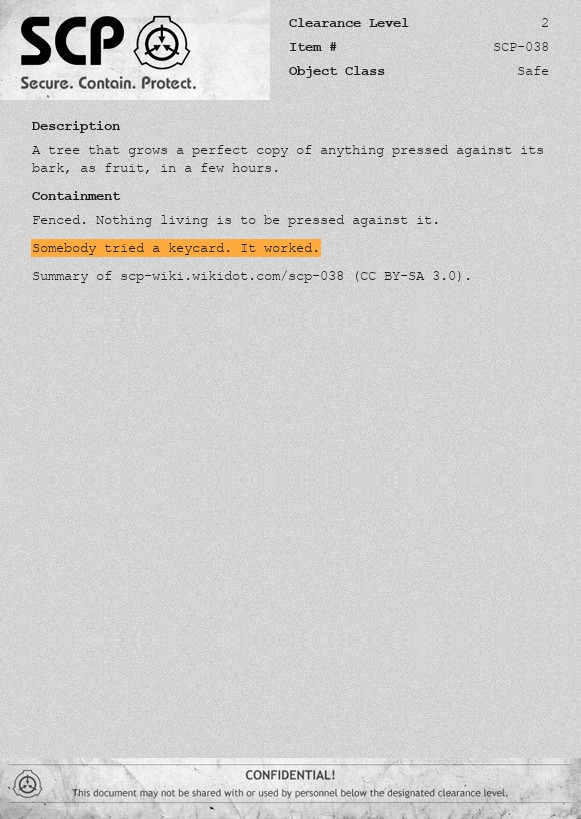 SCP
Secure. Contain. Protect.
Clearance Level 2
Item # SCP-038
Object Class Safe
Description
A tree that grows a perfect copy of anything pressed against its
bark, as fruit, in a few hours.
Containment
Fenced. Nothing living is to be pressed against it.
Somebody tried a keycard. It worked.
Summary of scp-wiki.wikidot.com/scp-038 (CC BY-SA 3.0).
CONFIDENTIAL!
This document may not be shared with or used by personnel below the designated clearance level.